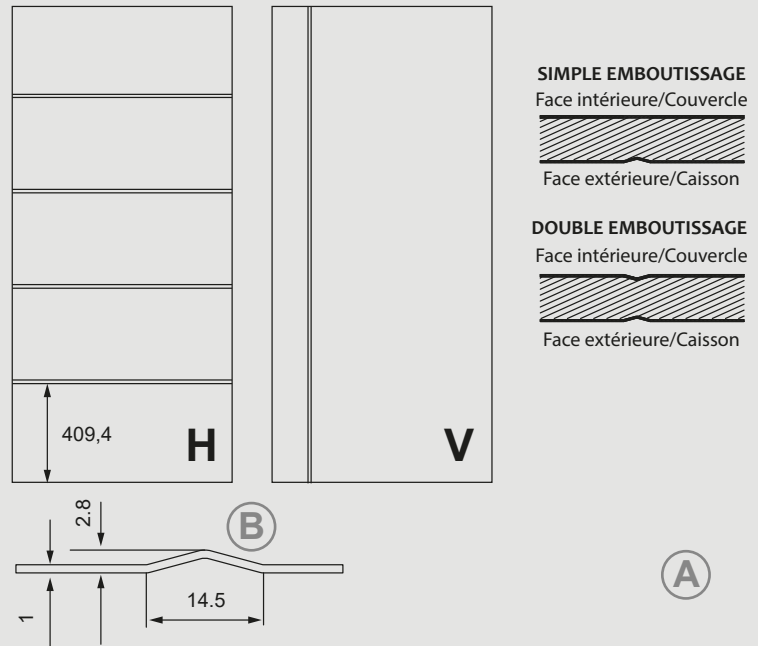 SIMPLE EMBOUTISSAGE
Face intérieure/Couvercle
Face extérieure/Caisson
DOUBLE EMBOUTISSAGE
Face intérieure/Couvercle
Face extérieure/Caisson
409,4
H
V
2.8
B
A
14.5
1